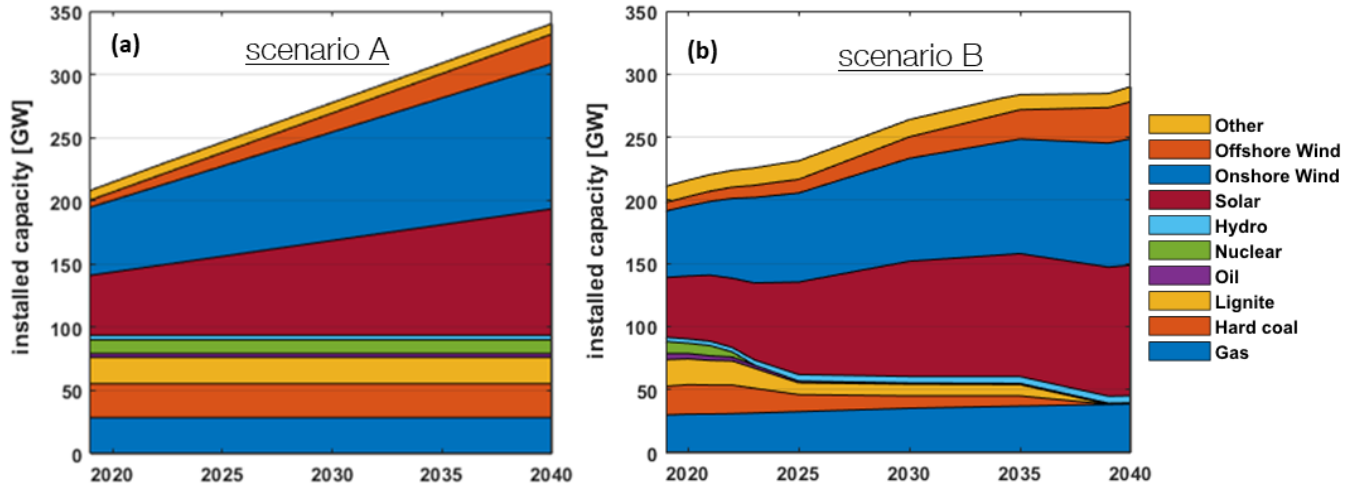 (a) scenario A
installed capacity [GW]
350
300
250
200
150
100
50
0
2020 2025 2030 2035 2040
(b) scenario B
installed capacity [GW]
350
300
250
200
150
100
50
0
2020 2025 2030 2035 2040
Other
Offshore Wind
Onshore Wind
Solar
Hydro
Nuclear
Oil
Lignite
Hard coal
Gas